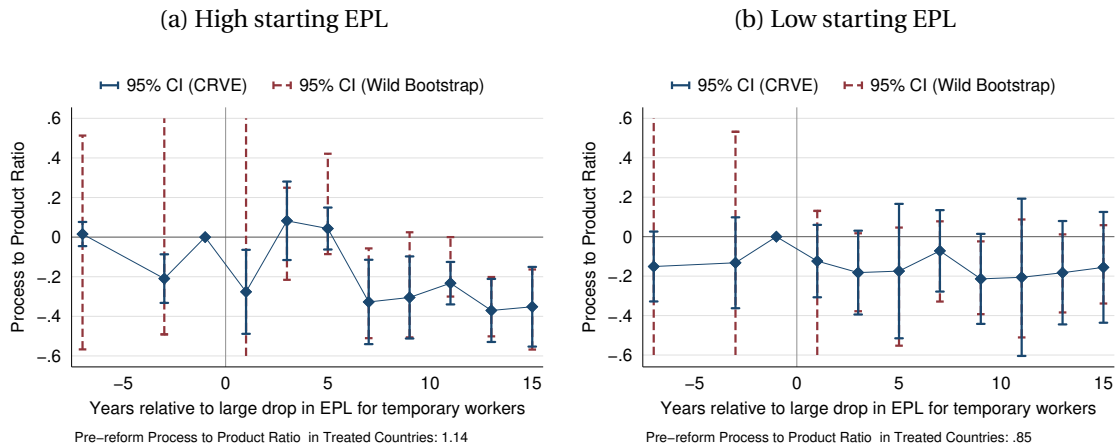 (a) High starting EPL
95% CI (CRVE) 95% CI (Wild Bootstrap)
Process to Product Ratio
.6
.4
.2
0
−.2
−.4
−.6
−5 0 5 10 15
Years relative to large drop in EPL for temporary workers
Pre−reform Process to Product Ratio in Treated Countries: 1.14
(b) Low starting EPL
95% CI (CRVE) 95% CI (Wild Bootstrap)
Process to Product Ratio
.6
.4
.2
0
−.2
−.4
−.6
−5 0 5 10 15
Years relative to large drop in EPL for temporary workers
Pre−reform Process to Product Ratio in Treated Countries: .85